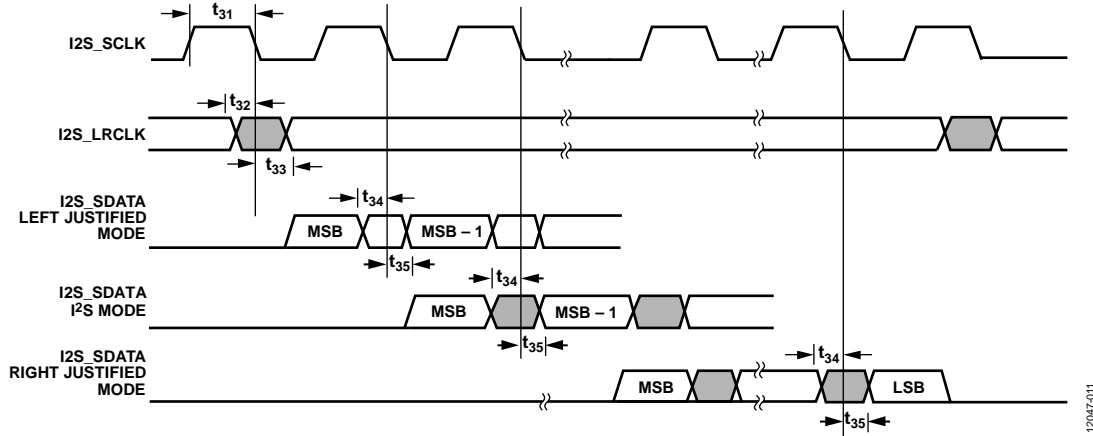 t31
I2S_SCLK
t32
I2S_LRCLK
t33
I2S_SDATA
LEFT JUSTIFIED
MODE
t34
MSB
MSB – 1
t35
I2S_SDATA
I2S MODE
t34
MSB
MSB – 1
t35
I2S_SDATA
RIGHT JUSTIFIED
MODE
t34
MSB
LSB
t35
12047-011